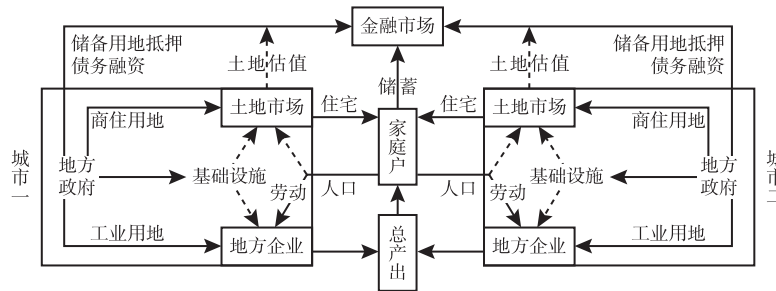 金融市场
储备用地抵押
债务融资
土地估值
储蓄
土地估值
储备用地抵押
债务融资
土地市场
住宅
住宅
土地市场
商住用地
家庭户
商住用地
城市一
地方
政府
基础设施
劳动
人口
人口
劳动
基础设施
地方
政府
城市二
工业用地
地方企业
总产出
地方企业
工业用地